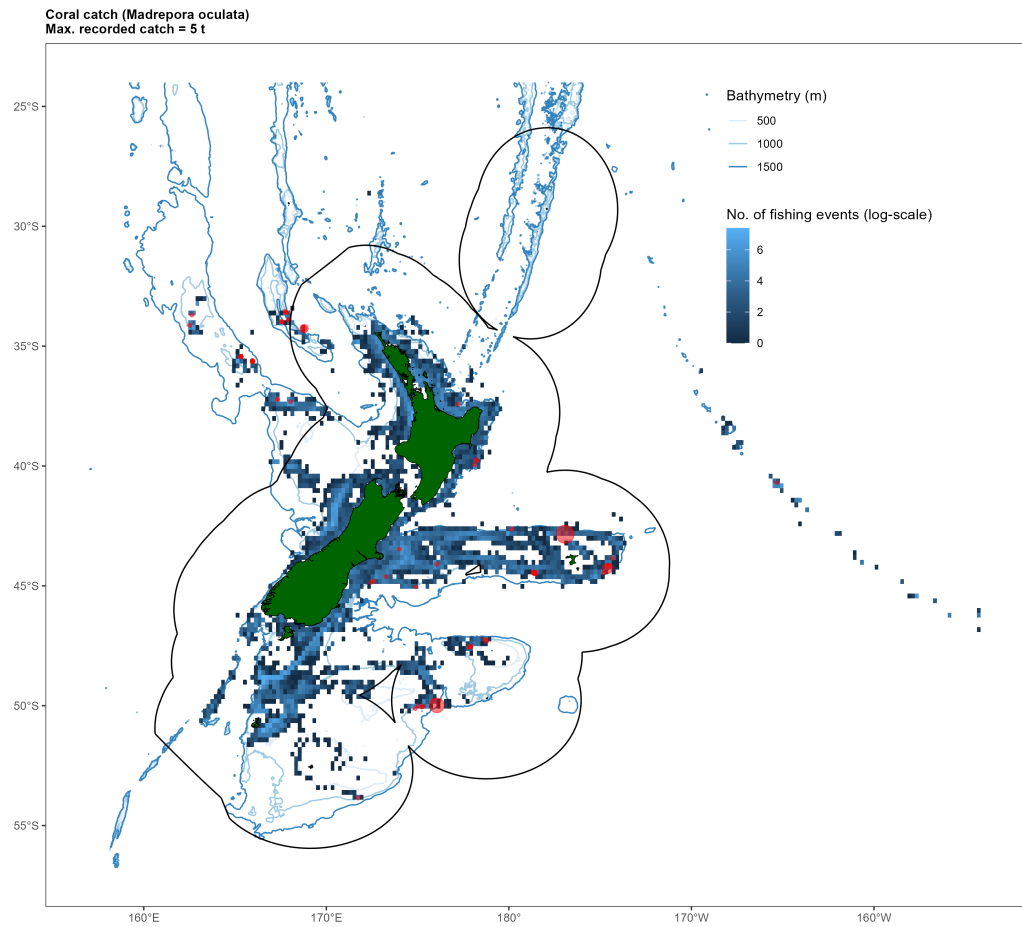 Coral catch (Madrepora oculata)
Max. recorded catch = 5 t
25°S
30°S
35°S
40°S
45°S
50°S
55°S
160°E
170°E
180°
170°W
160°W
Bathymetry (m)
500
1000
1500
No. of fishing events (log-scale)
6
4
2
0